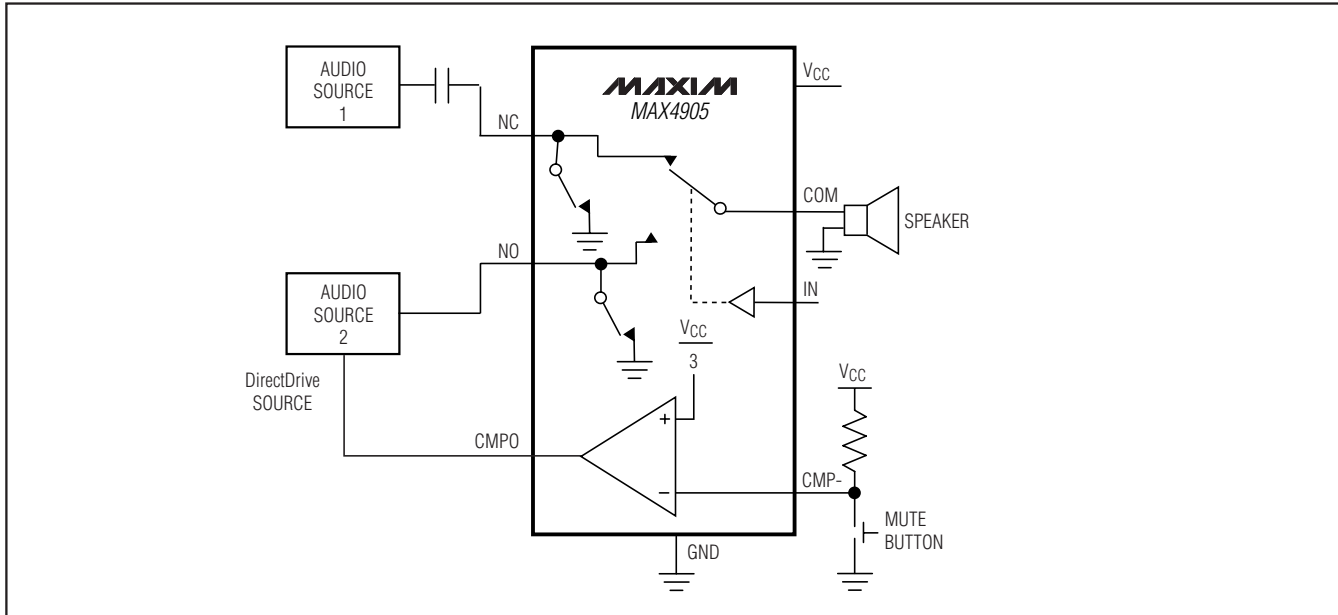 AUDIO
SOURCE
1
MAXIM
MAX4905
VCC
NC
COM
SPEAKER
NO
IN
AUDIO
SOURCE
2
VCC
3
VCC
DirectDrive
SOURCE
+
CMPO
CMP-
−
MUTE
BUTTON
GND